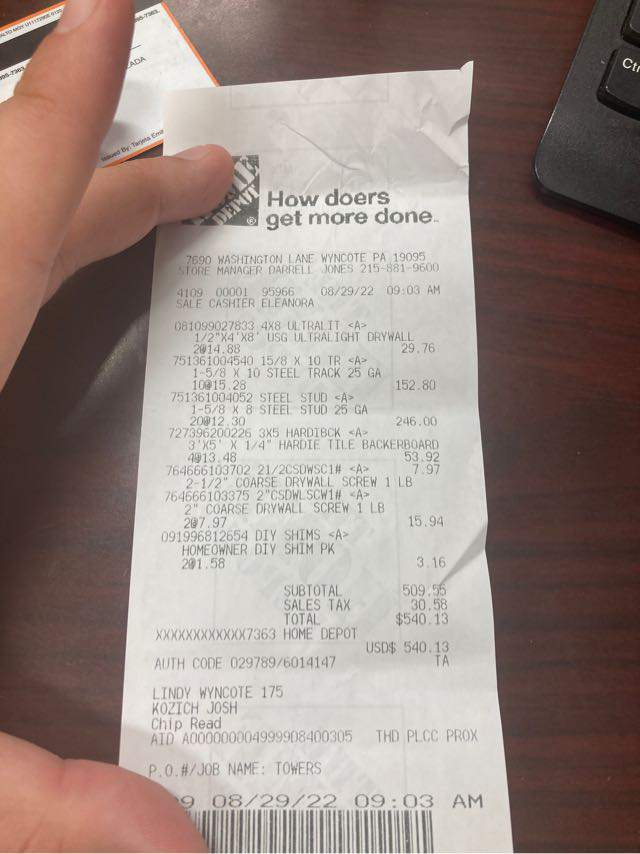 ADA
Issued By: Tarjeta Emi
Ctr
DEPOT
How doers
get more done.
7690 WASHINGTON LANE WYNCOTE PA 19095
STORE MANAGER DARRELL JONES 215-881-9600
4109 00001 95966 08/29/22 09:03 AM
SALE CASHIER ELEANORA
081099027833 4X8 ULTRALIT <A>
1/2"X4'X8' USG ULTRALIGHT DRYWALL
2@14.88 29.76
751361004540 15/8 X 10 TR <A>
1-5/8 X 10 STEEL TRACK 25 GA
10@15.28 152.80
751361004052 STEEL STUD <A>
1-5/8 X 8 STEEL STUD 25 GA
20@12.30 246.00
727396200226 3X5 HARDIBCK <A>
3'X5' X 1/4" HARDIE TILE BACKERBOARD
4@13.48 53.92
764666103702 21/2CSDWSC1# <A> 7.97
2-1/2" COARSE DRYWALL SCREW 1 LB
764666103375 2"CSDWLSCW1# <A>
2" COARSE DRYWALL SCREW 1 LB
2@7.97 15.94
091996812654 DIY SHIMS <A>
HOMEOWNER DIY SHIM PK
2@1.58 3.16
SUBTOTAL 509.55
SALES TAX 30.58
TOTAL $540.13
XXXXXXXXXXXX7363 HOME DEPOT
USD$ 540.13
AUTH CODE 029789/6014147 TA
LINDY WYNCOTE 175
KOZICH JOSH
Chip Read
AID A0000000049999D8400305 THD PLCC PROX
P.O.#/JOB NAME: TOWERS
9 08/29/22 09:03 AM